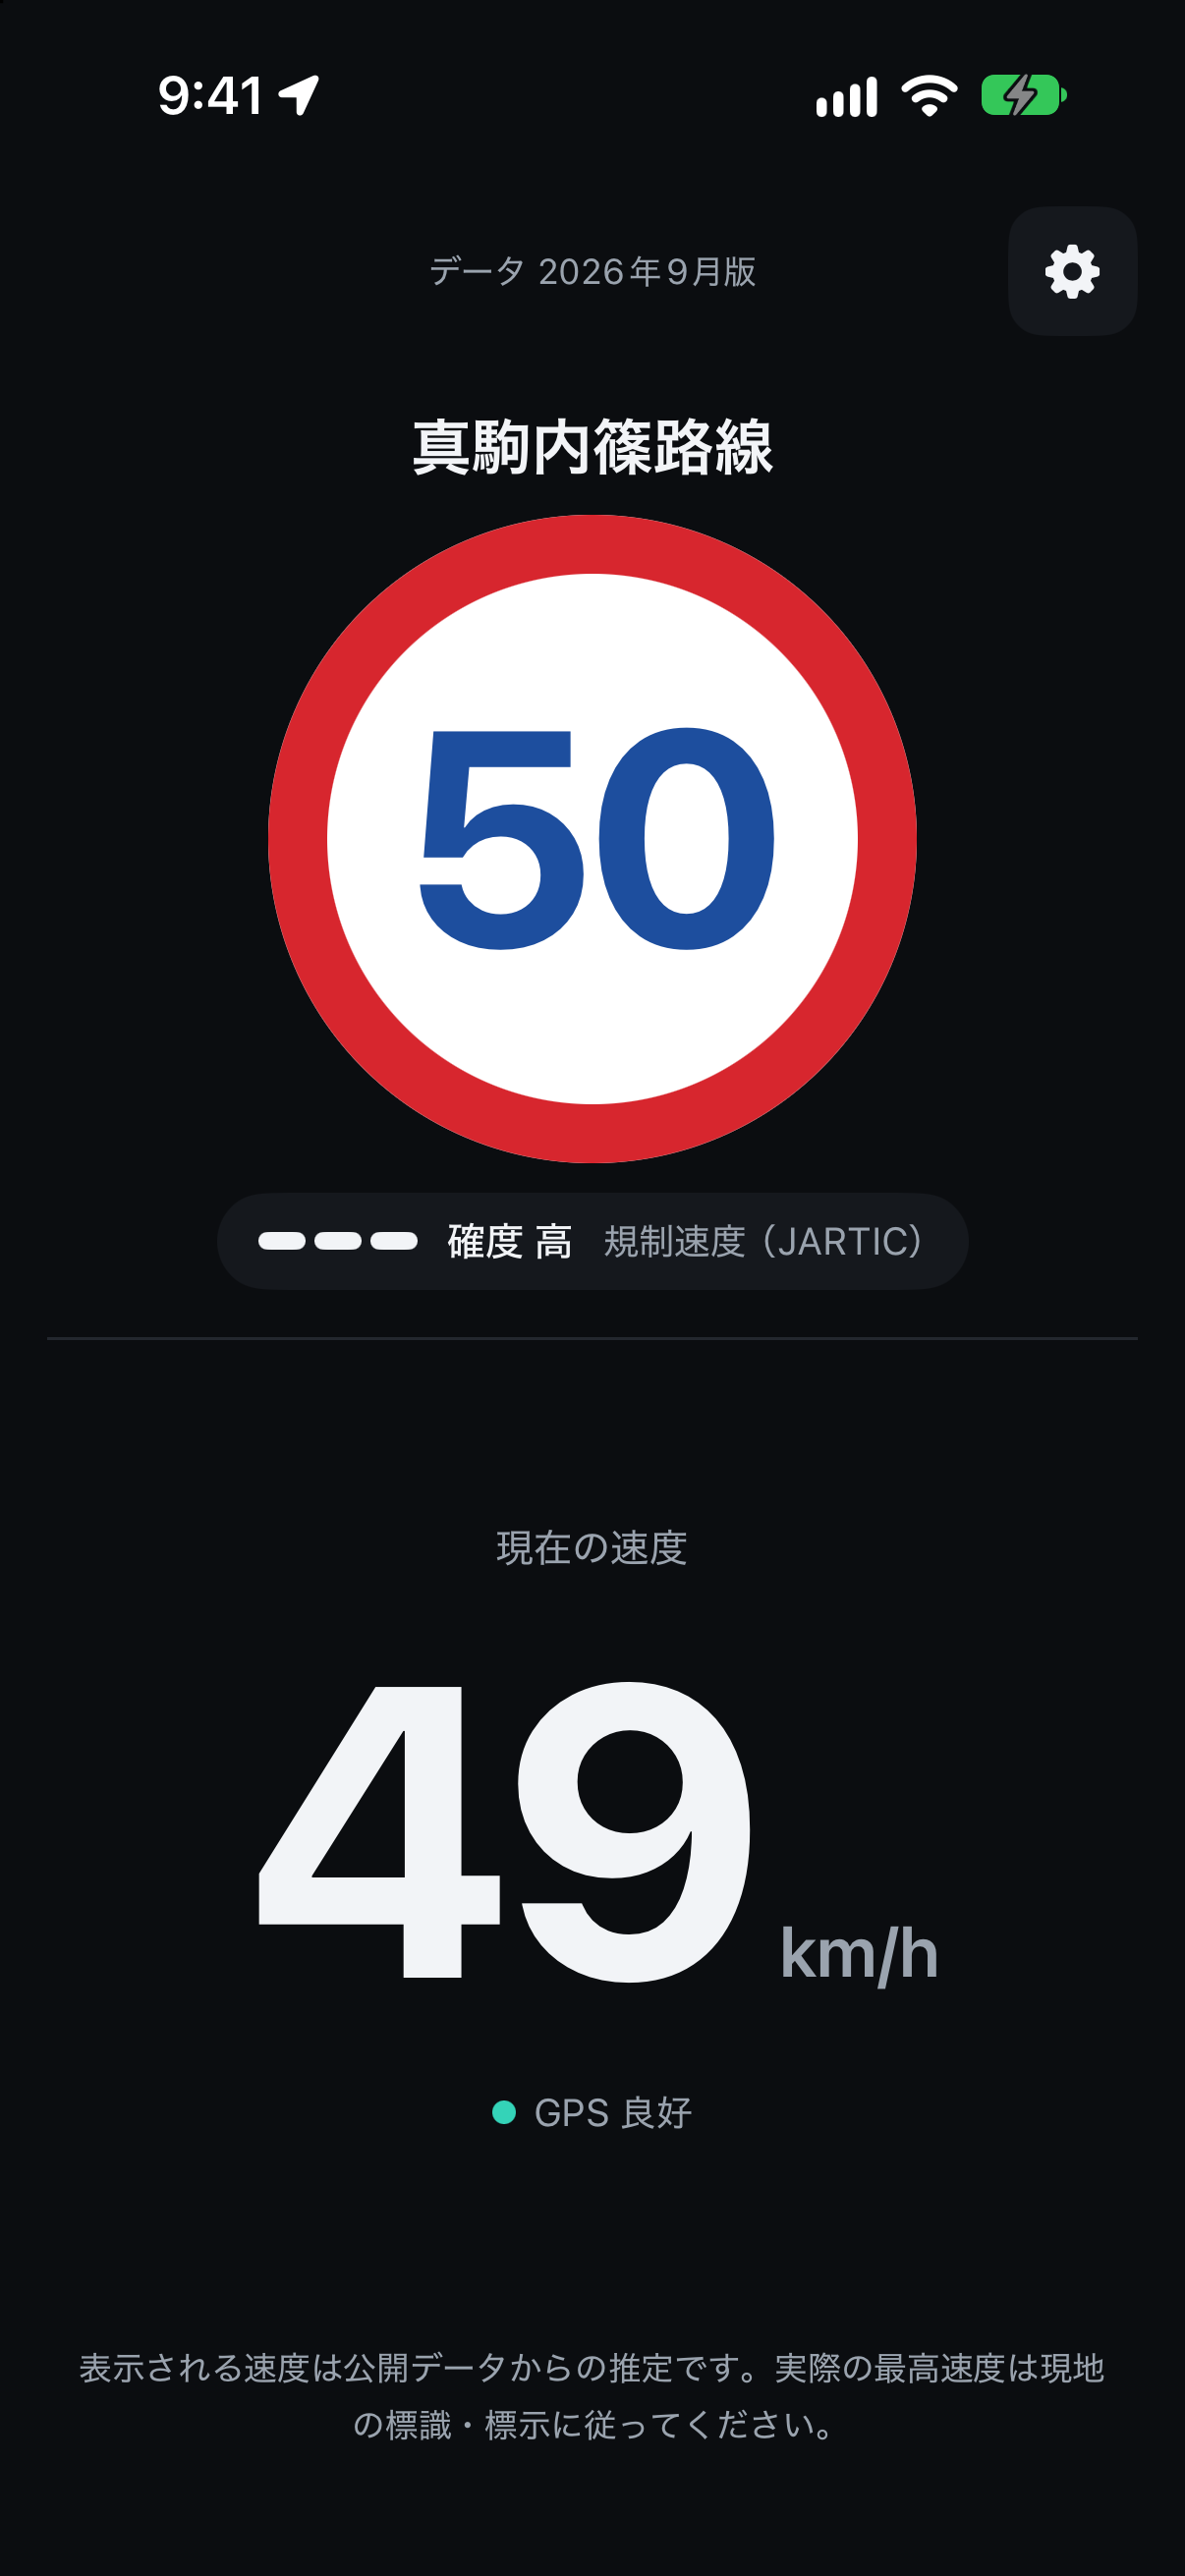 9:41
データ 2026年9月版
真駒内篠路線
50
確度 高 規制速度（JARTIC）
現在の速度
49 km/h
GPS 良好
表示される速度は公開データからの推定です。実際の最高速度は現地
の標識・標示に従ってください。